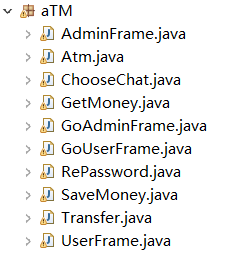 aTM
AdminFrame.java
Atm.java
ChooseChat.java
GetMoney.java
GoAdminFrame.java
GoUserFrame.java
RePassword.java
SaveMoney.java
Transfer.java
UserFrame.java